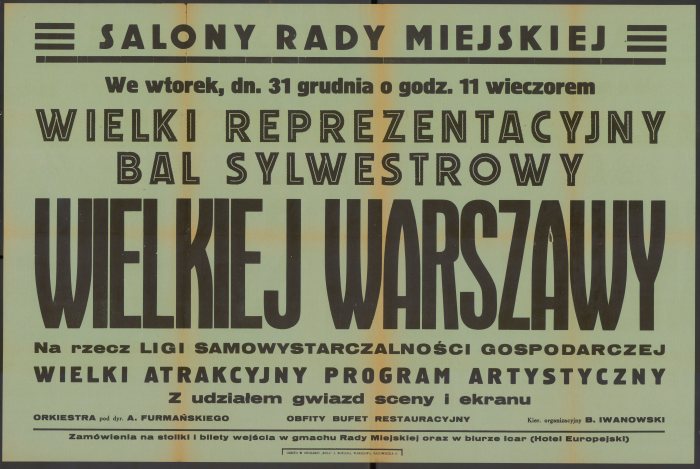 SALONY RADY MIEJSKIEJ
We wtorek, dn. 31 grudnia o godz. 11 wieczorem
WIELKI REPREZENTACYJNY
BAL SYLWESTROWY
WIELKIEJ WARSZAWY
Na rzecz LIGI SAMOWYSTARCZALNOŚCI GOSPODARCZEJ
WIELKI ATRAKCYJNY PROGRAM ARTYSTYCZNY
Z udziałem gwiazd sceny i ekranu
ORKIESTRA pod dyr. A. FURMAŃSKIEGO OBFITY BUFET RESTAURACYJNY Kier. organizacyjny B. IWANOWSKI
Zamówienia na stoliki i bilety wejścia w gmachu Rady Miejskiej oraz w biurze Icar (Hotel Europejski)